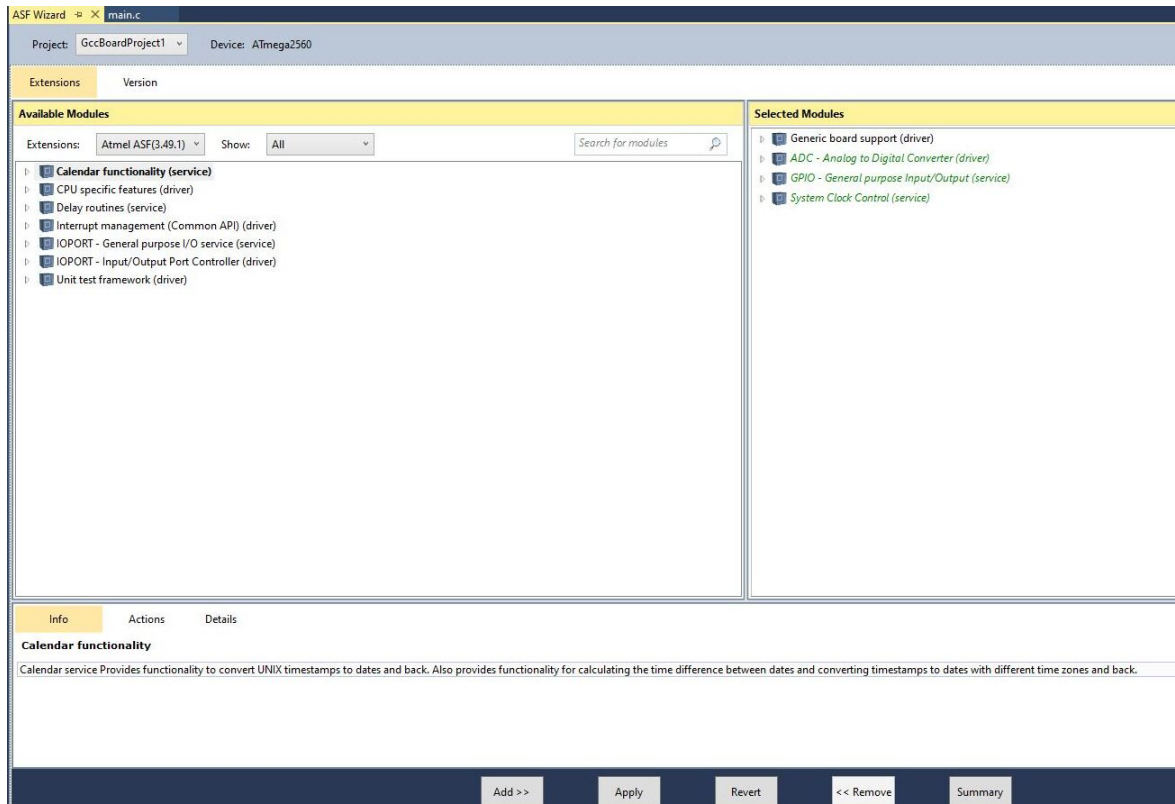 ASF Wizard main.c
Project: GccBoardProject1 Device: ATmega2560
Extensions Version
Available Modules
Extensions: Atmel ASF(3.49.1) Show: All Search for modules
Calendar functionality (service)
CPU specific features (driver)
Delay routines (service)
Interrupt management (Common API) (driver)
IOPORT - General purpose I/O service (service)
IOPORT - Input/Output Port Controller (driver)
Unit test framework (driver)
Selected Modules
Generic board support (driver)
ADC - Analog to Digital Converter (driver)
GPIO - General purpose Input/Output (service)
System Clock Control (service)
Info Actions Details
Calendar functionality
Calendar service Provides functionality to convert UNIX timestamps to dates and back. Also provides functionality for calculating the time difference between dates and converting timestamps to dates with different time zones and back.
Add >> Apply Revert << Remove Summary